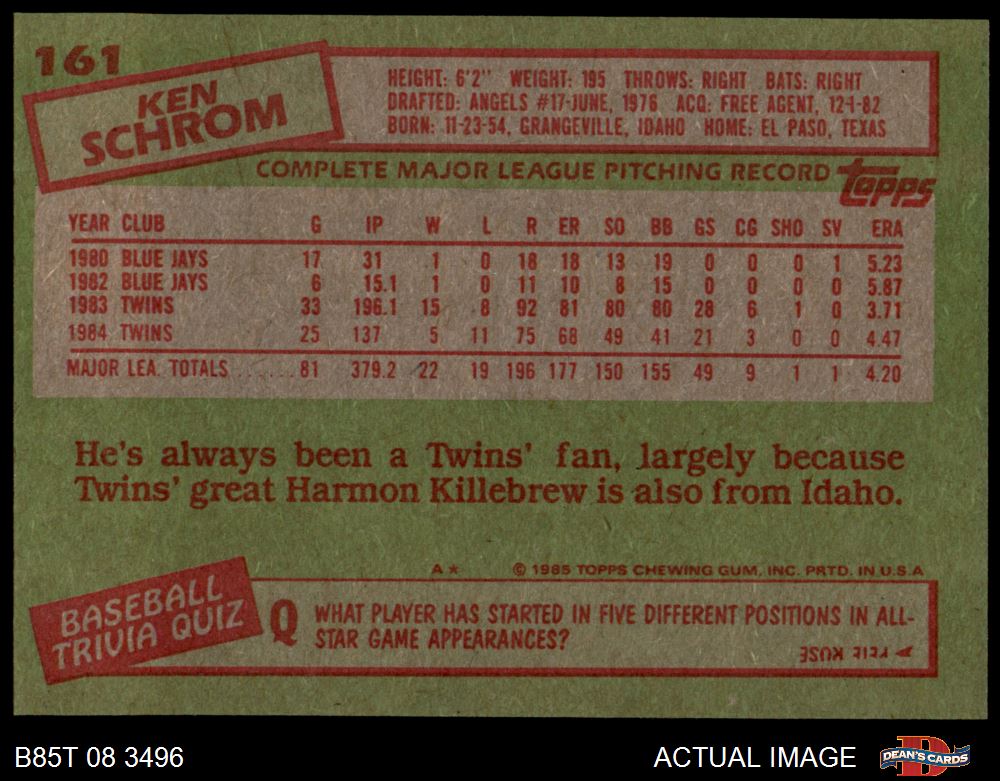 161
KEN
SCHROM
HEIGHT: 6'2" WEIGHT: 195 THROWS: RIGHT BATS: RIGHT
DRAFTED: ANGELS #17-JUNE, 1976 ACQ: FREE AGENT, 12-1-82
BORN: 11-23-54, GRANGEVILLE, IDAHO HOME: EL PASO, TEXAS
COMPLETE MAJOR LEAGUE PITCHING RECORD topps
YEAR CLUB G IP W L R ER SO BB GS CG SHO SV ERA
1980 BLUE JAYS 17 31 1 0 18 18 13 19 0 0 0 1 5.23
1982 BLUE JAYS 6 15.1 1 0 11 10 8 15 0 0 0 0 5.87
1983 TWINS 33 196.1 15 8 92 81 80 80 28 6 1 0 3.71
1984 TWINS 25 137 5 11 75 68 49 41 21 3 0 0 4.47
MAJOR LEA. TOTALS .......81 379.2 22 19 196 177 150 155 49 9 1 1 4.20
He's always been a Twins' fan, largely because
Twins' great Harmon Killebrew is also from Idaho.
A* © 1985 TOPPS CHEWING GUM, INC. PRTD. IN U.S.A
BASEBALL
TRIVIA QUIZ
Q WHAT PLAYER HAS STARTED IN FIVE DIFFERENT POSITIONS IN ALL-
STAR GAME APPEARANCES?
PETE ROSE
B85T 08 3496
ACTUAL IMAGE
DEAN'S CARDS